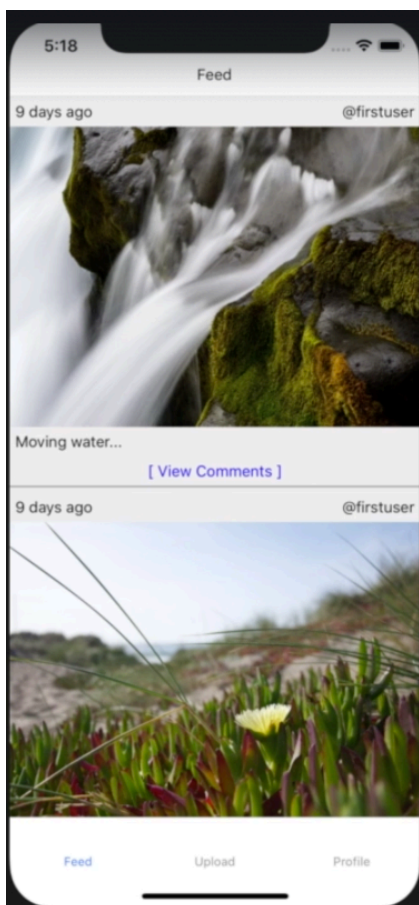 5:18
Feed
9 days ago @firstuser
Moving water...
[ View Comments ]
9 days ago @firstuser
Feed Upload Profile